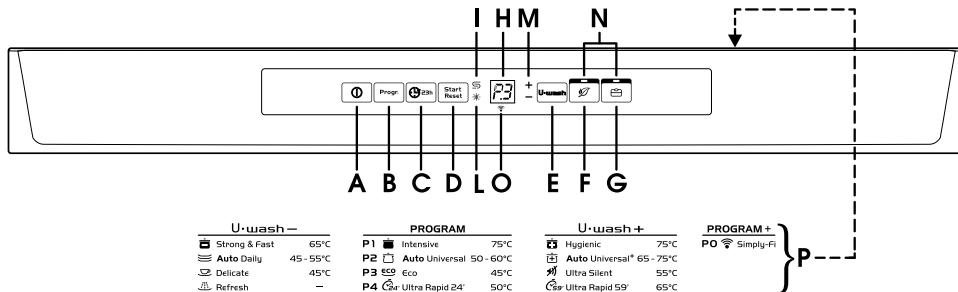 I H M N
Progr. 23h Start P.3 + U-wash
Reset –
A B C D L O E F G
U•wash –
Strong & Fast 65°C
Auto Daily 45-55°C
Delicate 45°C
Refresh –
PROGRAM
P1 Intensive 75°C
P2 Auto Universal 50-60°C
P3 eco Eco 45°C
P4 24' Ultra Rapid 24' 50°C
U•wash +
Hygienic 75°C
Auto Universal+ 65-75°C
Ultra Silent 55°C
59' Ultra Rapid 59' 65°C
PROGRAM +
P0 Simply-Fi
P